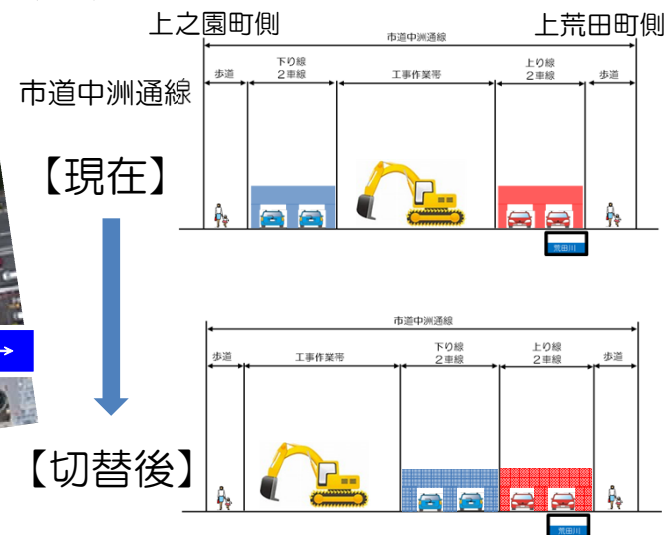 上之園町側
上荒田町側
市道中洲通線
市道中洲通線
歩道
下り線
2車線
工事作業帯
上り線
2車線
歩道
【現在】
荒田川
→
市道中洲通線
歩道
工事作業帯
下り線
2車線
上り線
2車線
歩道
【切替後】
荒田川